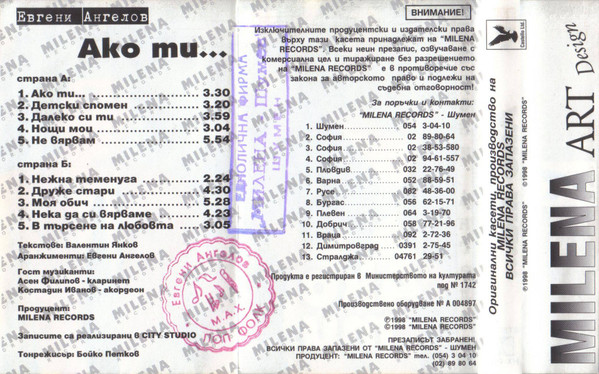 Евгени Ангелов
Ако ти...
страна А:
1. Ако ти... 3.30
2. Детски спомен 3.20
3. Далеко си ти 3.59
4. Нощи мои 3.04
5. Не вярвам 5.54
страна Б:
1. Нежна теменуга 2.24
2. Друже стари 4.30
3. Моя обич 5.28
4. Нека да си вярваме 4.23
5. В търсене на любовта 3.05
Текстове: Валентин Янков
Аранжименти: Евгени Ангелов
Гост музиканти:
Асен Филипов - кларинет
Костадин Иванов - акордеон
Продуцент:
MILENA RECORDS
Записите са реализирани в CITY STUDIO
Тонрежисьор: Бойко Петков
ЕДНОЛИЧНА ФИРМА
МИЛЕНА
ШУМЕН
Евгени Ангелов
М.А.Х.
ПОП - ФОЛК
ВНИМАНИЕ!
Изключителните продуцентски и издателски права
върху тази касета принадлежат на "MILENA
RECORDS". Всеки неин презапис, озвучаване с
комерсиална цел и тиражиране без разрешението
на "MILENA RECORDS" е в противоречие със
закона за авторското право и подлежи на
съдебна отговорност!
За поръчки и контакти:
"MILENA RECORDS" - Шумен
1. Шумен 054 3-04-10
2. София 02 89-80-64
3. София 02 38-53-580
4. София 02 94-61-557
5. Пловдив 032 22-76-49
6. Варна 052 88-59-51
7. Русе 082 48-36-00
8. Бургас 056 62-15-71
9. Плевен 064 3-19-70
10. Добрич 058 77-21-96
11. Враца 092 2-72-36
12. Димитровград 0391 2-75-45
13. Стралджа 04761 29-51
Продукта е регистриран в Министерството на културата
под № 1742
Производствено оборудване № А 004897
℗1998 "MILENA RECORDS"
©1998 "MILENA RECORDS"
ПРЕЗАПИСЪТ ЗАБРАНЕН!
ВСИЧКИ ПРАВА ЗАПАЗЕНИ ОТ "MILENA RECORDS" - ШУМЕН
ПРОДУЦЕНТ: "MILENA RECORDS" тел. (054) 3 04 10
(02) 89 80 64
Оригинални касети, производство на
MILENA RECORDS
ВСИЧКИ ПРАВА ЗАПАЗЕНИ
℗1998 "MILENA RECORDS"
©1998 "MILENA RECORDS"
MILENA ART Design